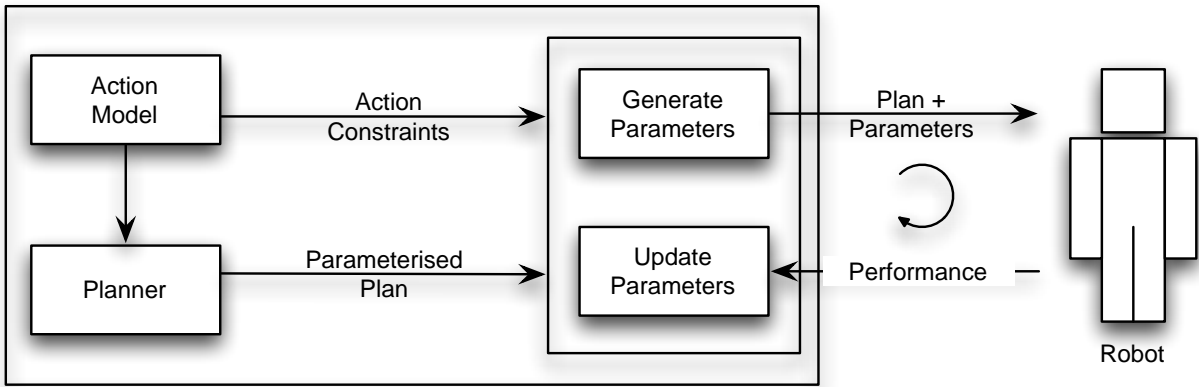 Action
Model
Action
Constraints
Generate
Parameters
Plan +
Parameters
Planner
Parameterised
Plan
Update
Parameters
Performance
Robot